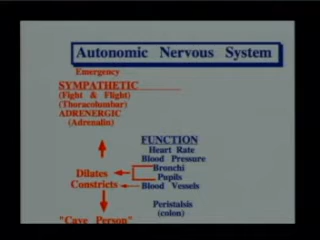 Autonomic Nervous System
Emergency
SYMPATHETIC
(Fight & Flight)
(Thoracolumbar)
ADRENERGIC
(Adrenalin)
FUNCTION
Heart Rate
Blood Pressure
Bronchi
Dilates
Pupils
Constricts
Blood Vessels
Peristalsis
(colon)
"Cave Person"